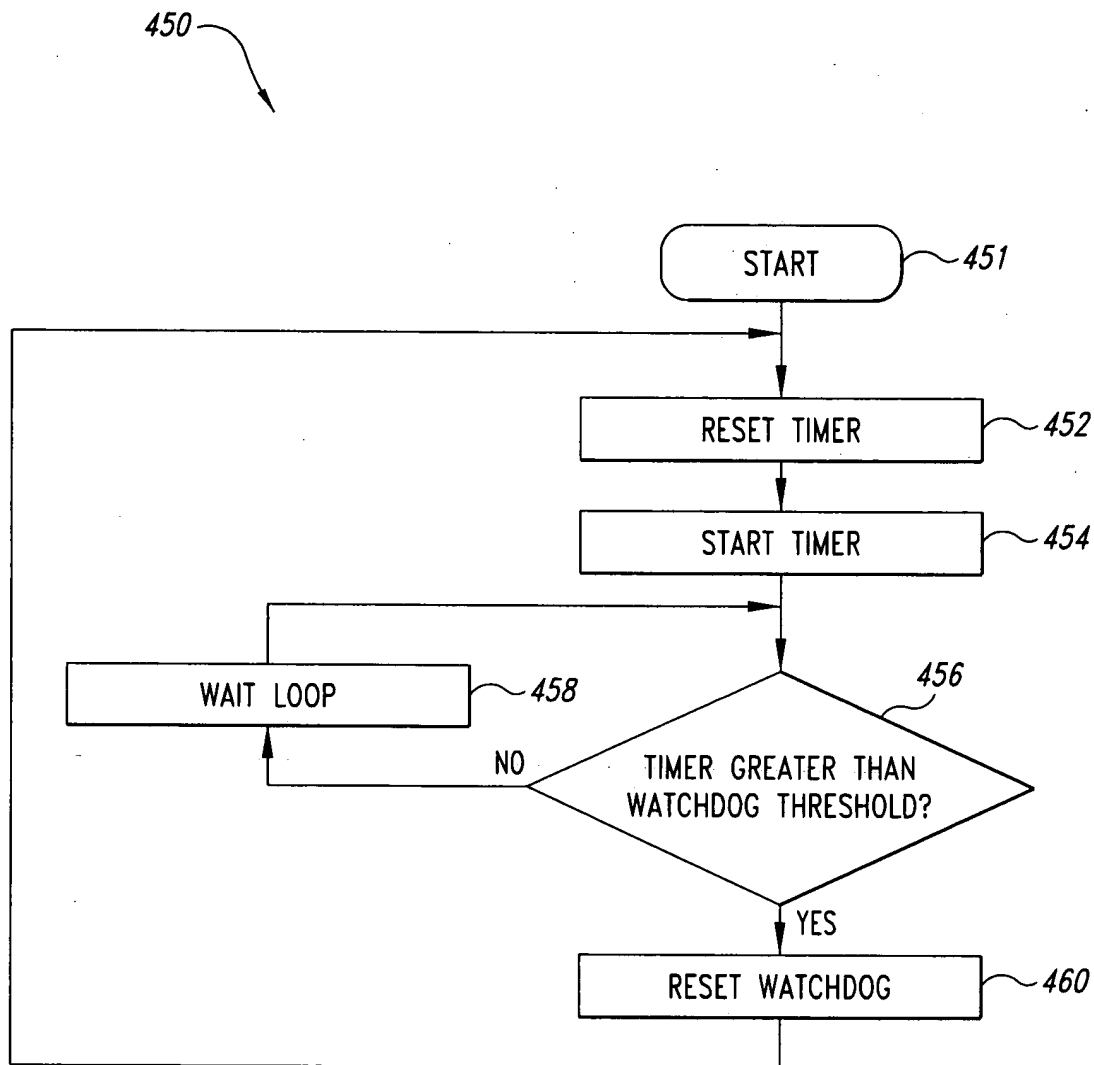 450
START
451
RESET TIMER
452
START TIMER
454
WAIT LOOP
458
456
NO
TIMER GREATER THAN
WATCHDOG THRESHOLD?
YES
RESET WATCHDOG
460